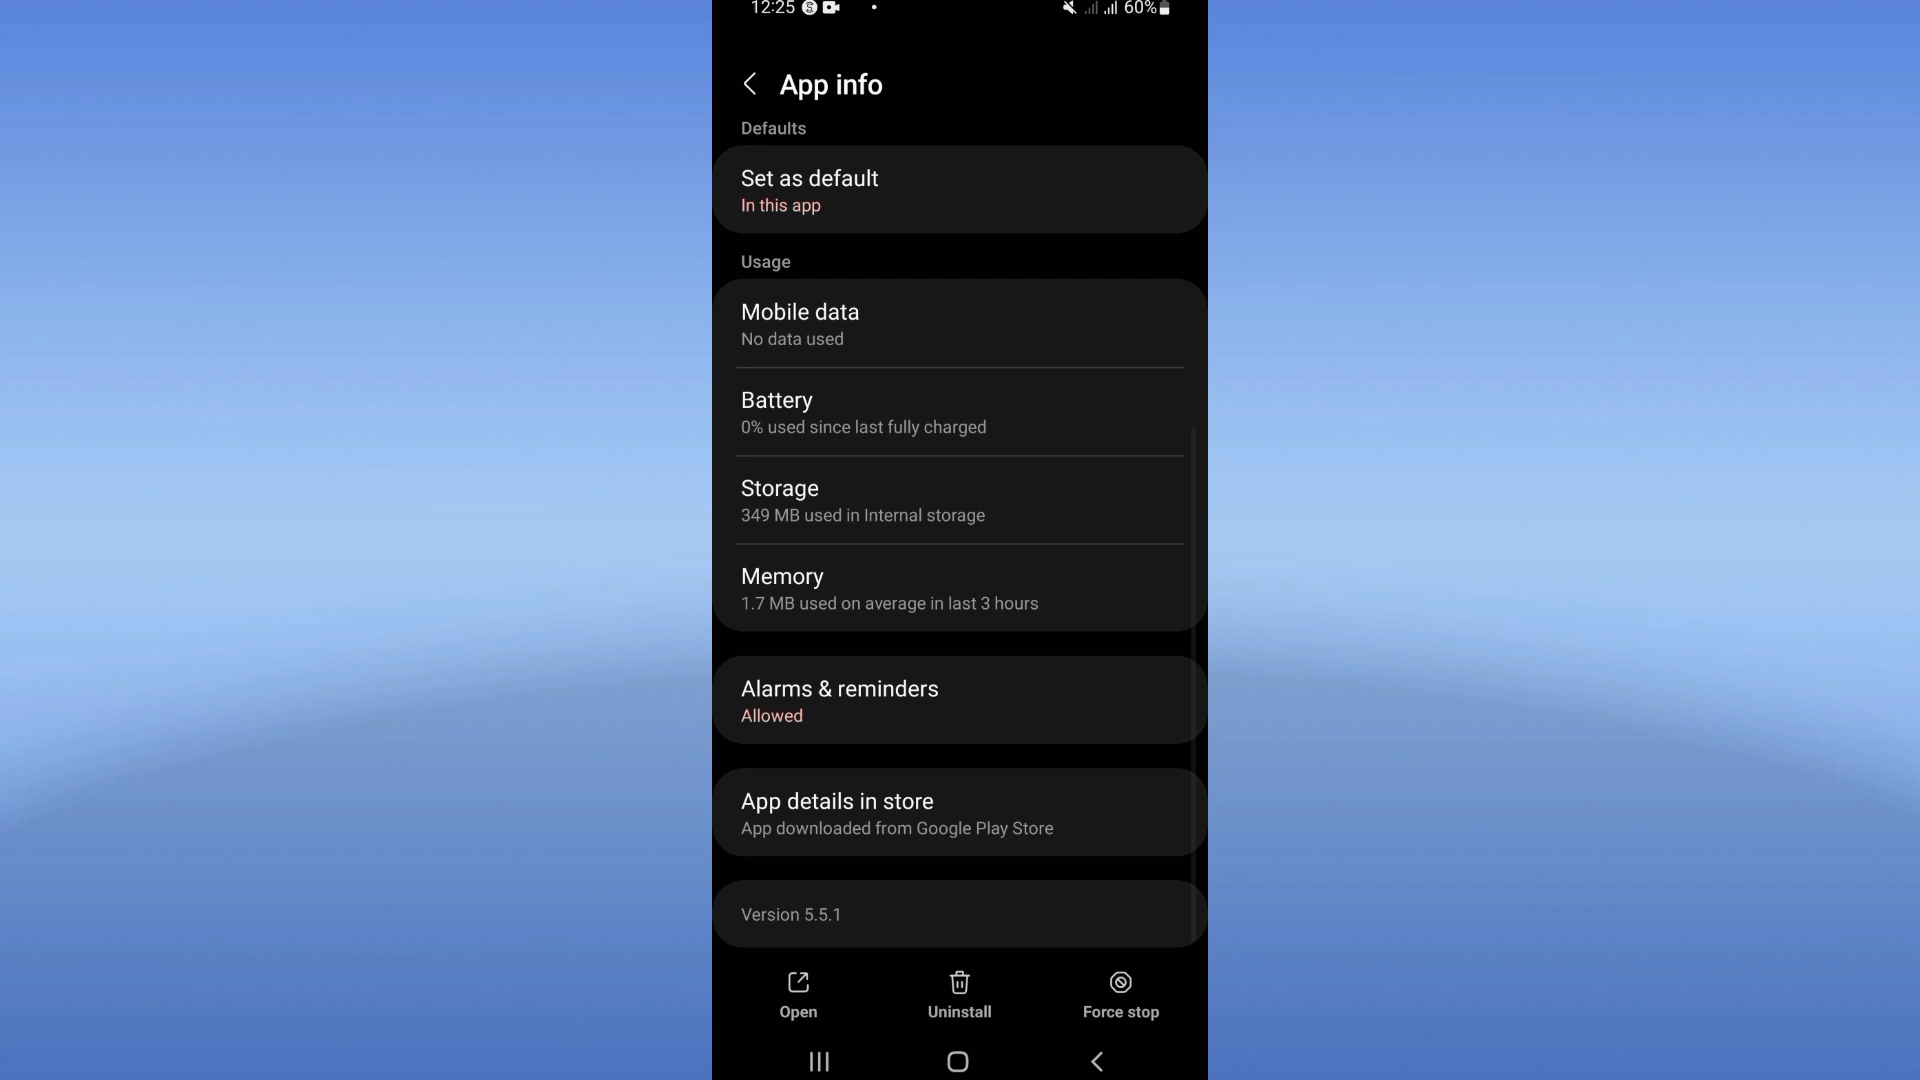 12:25 60%
App info
Defaults
Set as default
In this app
Usage
Mobile data
No data used
Battery
0% used since last fully charged
Storage
349 MB used in Internal storage
Memory
1.7 MB used on average in last 3 hours
Alarms & reminders
Allowed
App details in store
App downloaded from Google Play Store
Version 5.5.1
Open Uninstall Force stop